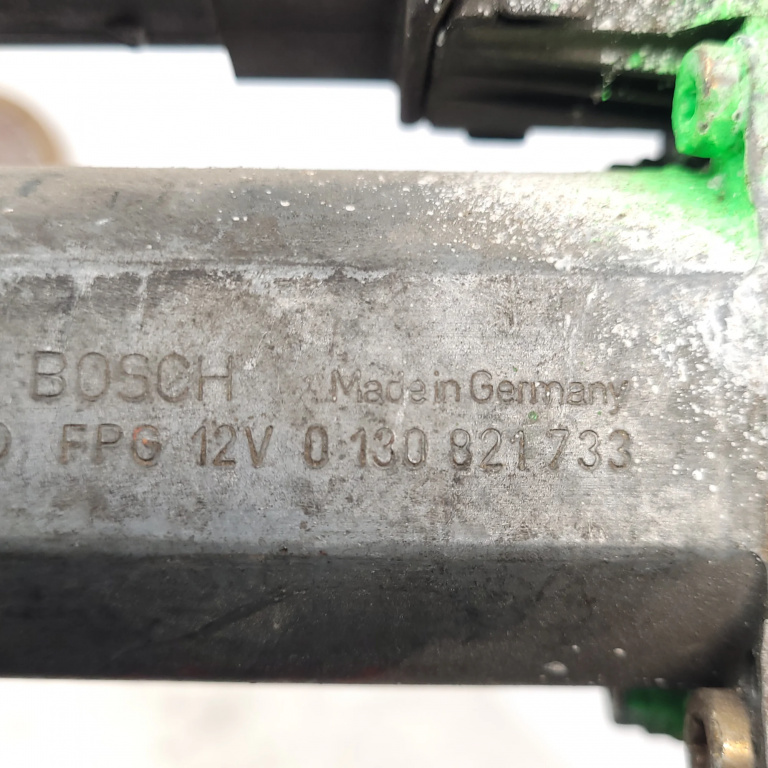 BOSCH Made in Germany
FPG 12V 0 130 821 733